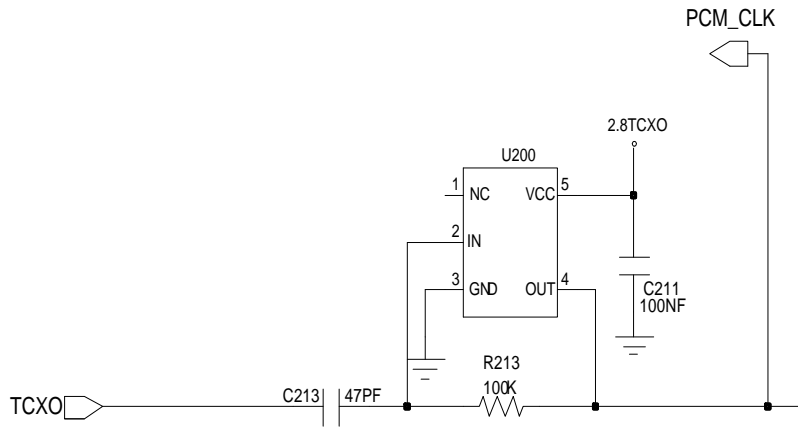 PCM_CLK
2.8TCXO
U200
1 NC VCC 5
2 IN
3 GND OUT 4
C211
100NF
R213
100K
C213 47PF
TCXO